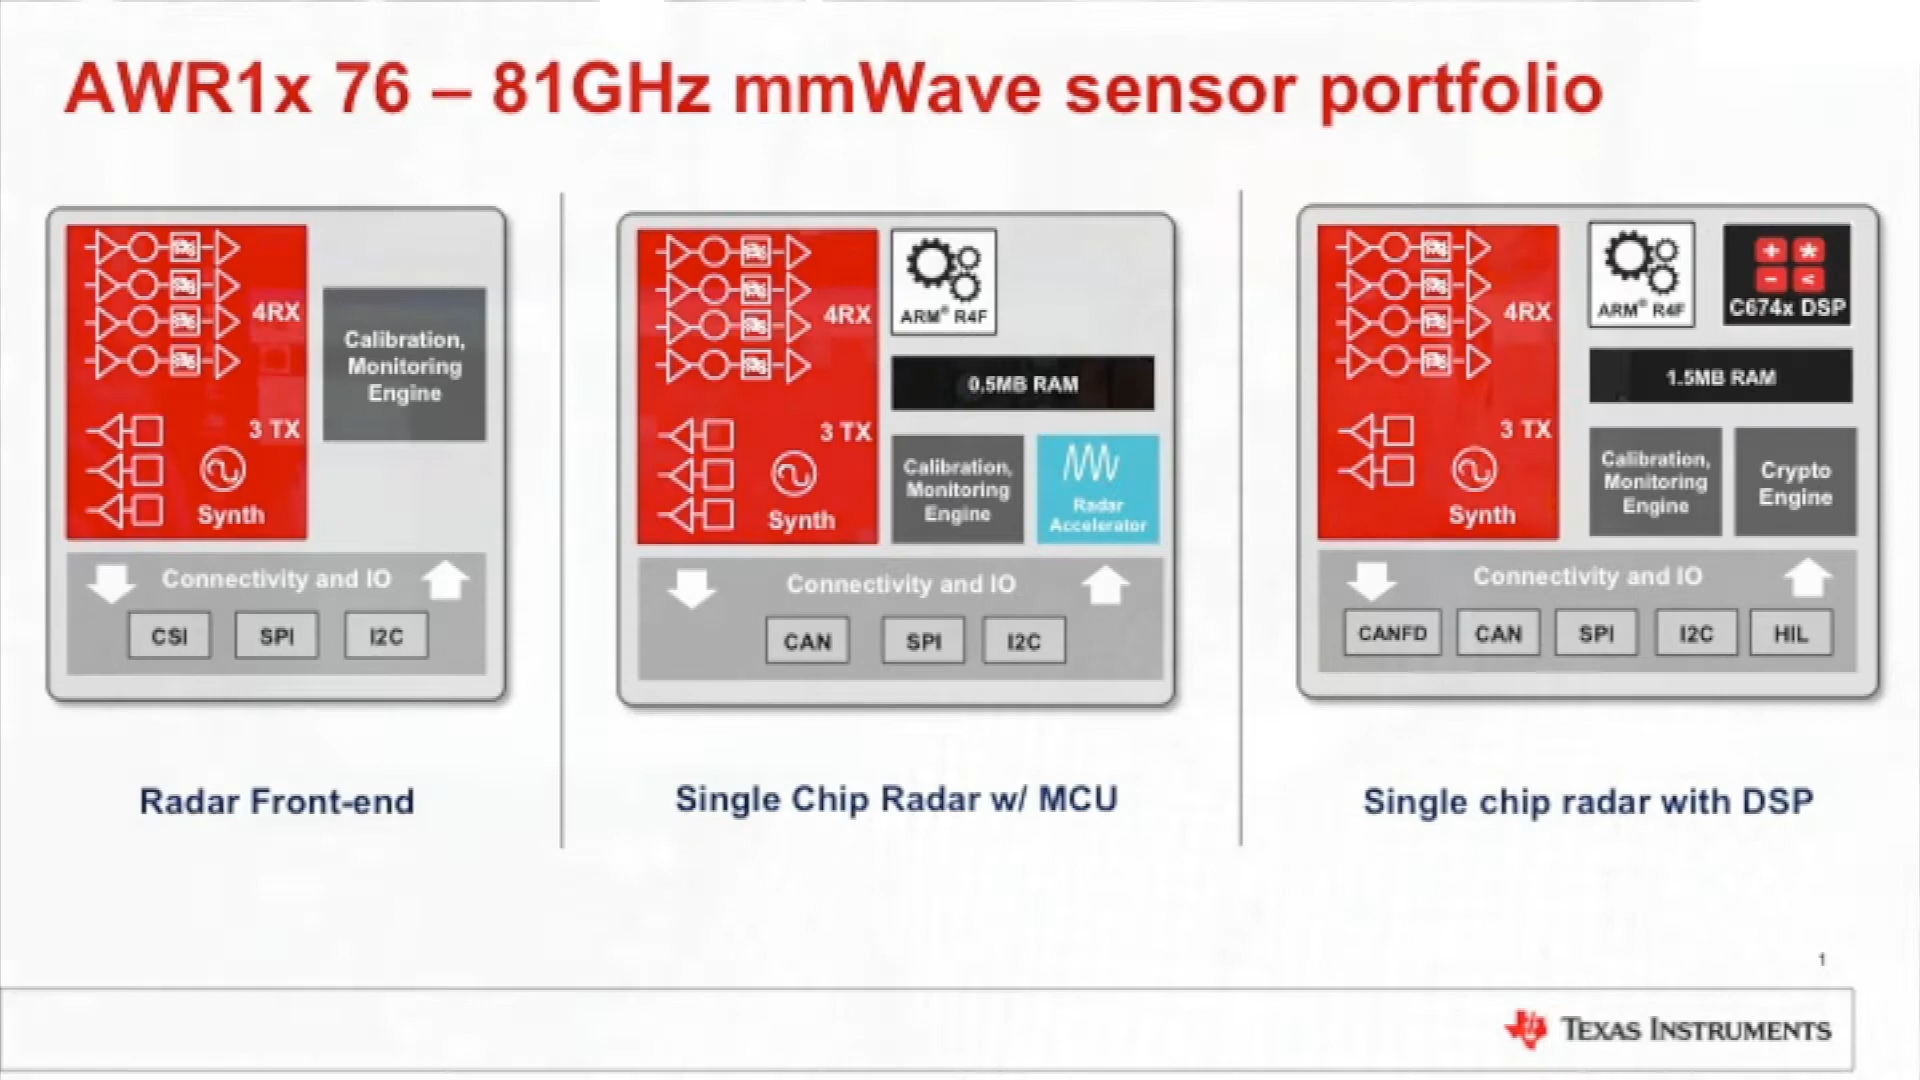 AWR1x 76 – 81GHz mmWave sensor portfolio
4RX
3 TX
Synth
Calibration,
Monitoring
Engine
Connectivity and IO
CSI
SPI
I2C
Radar Front-end
4RX
3 TX
Synth
ARM® R4F
0.5MB RAM
Calibration,
Monitoring
Engine
Radar
Accelerator
Connectivity and IO
CAN
SPI
I2C
Single Chip Radar w/ MCU
4RX
3 TX
Synth
ARM® R4F
C674x DSP
1.5MB RAM
Calibration,
Monitoring
Engine
Crypto
Engine
Connectivity and IO
CANFD
CAN
SPI
I2C
HIL
Single chip radar with DSP
1
TEXAS INSTRUMENTS